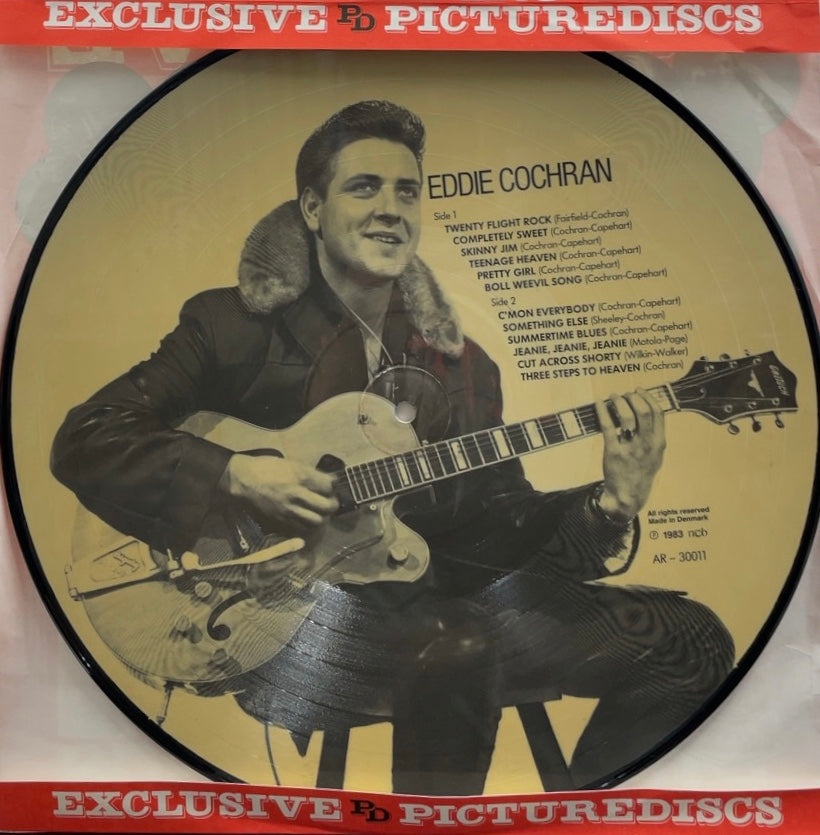 EXCLUSIVE PD PICTUREDISCS
EDDIE COCHRAN
Side 1
TWENTY FLIGHT ROCK (Fairfield-Cochran)
COMPLETELY SWEET (Cochran-Capehart)
SKINNY JIM (Cochran-Capehart)
TEENAGE HEAVEN (Cochran-Capehart)
PRETTY GIRL (Cochran-Capehart)
BOLL WEEVIL SONG (Cochran-Capehart)
Side 2
C'MON EVERYBODY (Cochran-Capehart)
SOMETHING ELSE (Sheeley-Cochran)
SUMMERTIME BLUES (Cochran-Capehart)
JEANIE, JEANIE, JEANIE (Motola-Page)
CUT ACROSS SHORTY (Wilkin-Walker)
THREE STEPS TO HEAVEN (Cochran)
GRETSCH
All rights reserved
Made in Denmark
℗ 1983 ncb
AR – 30011
EXCLUSIVE PD PICTUREDISCS